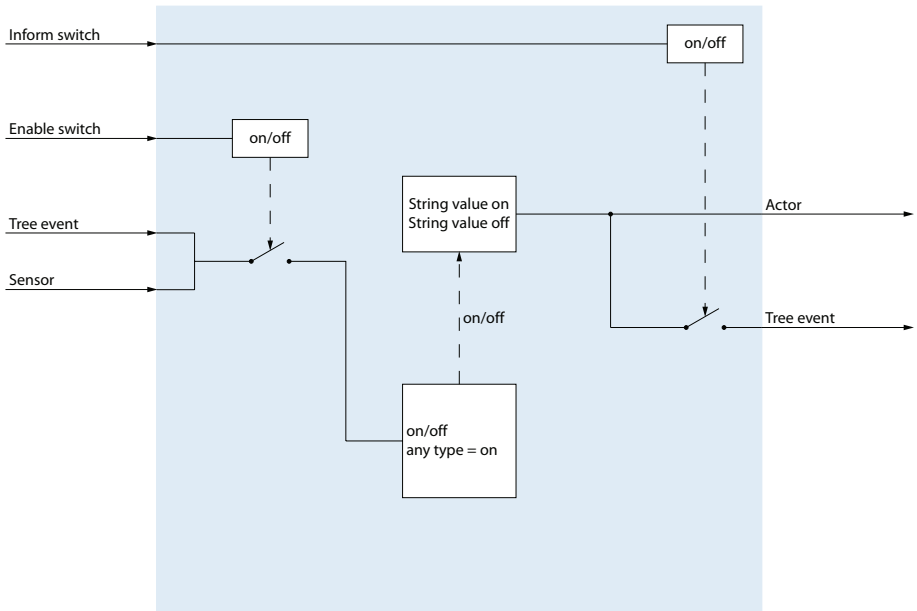 Inform switch
on/off
Enable switch
on/off
String value on
String value off
Actor
Tree event
Sensor
on/off
Tree event
on/off
any type = on